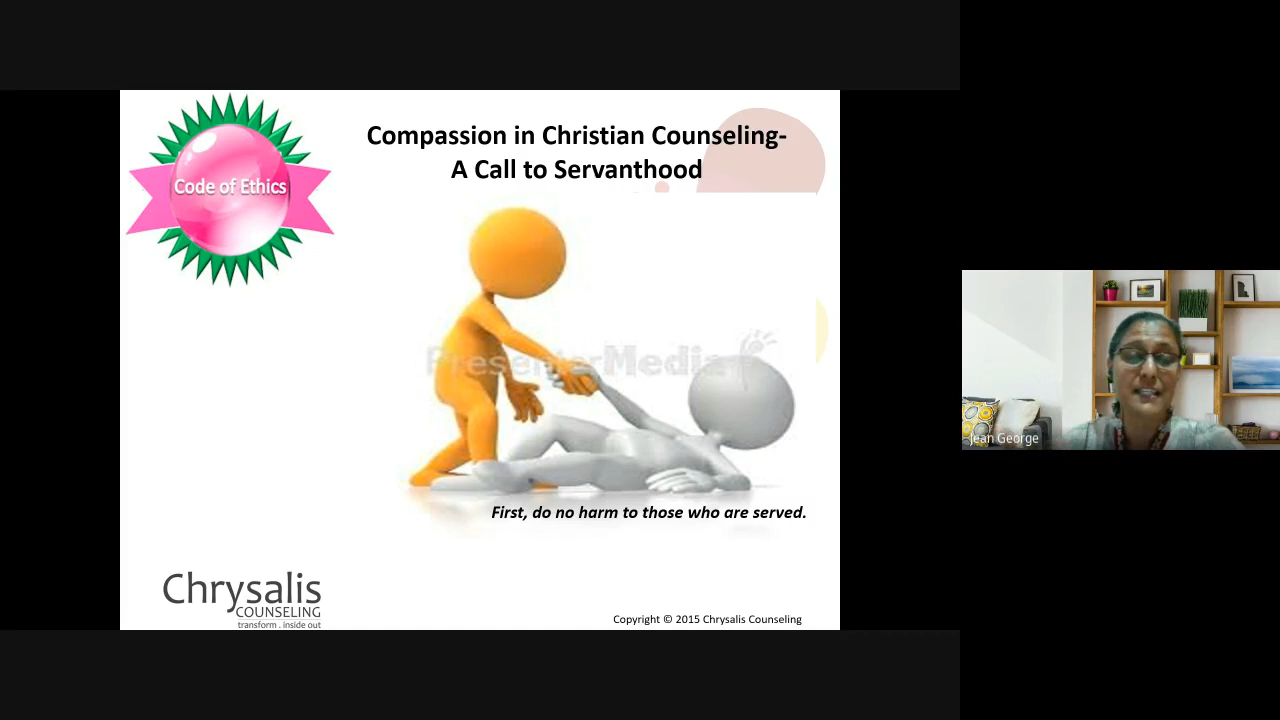 Code of Ethics
Compassion in Christian Counseling-
A Call to Servanthood
PresenterMedia
First, do no harm to those who are served.
Chrysalis
COUNSELING
transform . inside out
Copyright © 2015 Chrysalis Counseling
Jean George